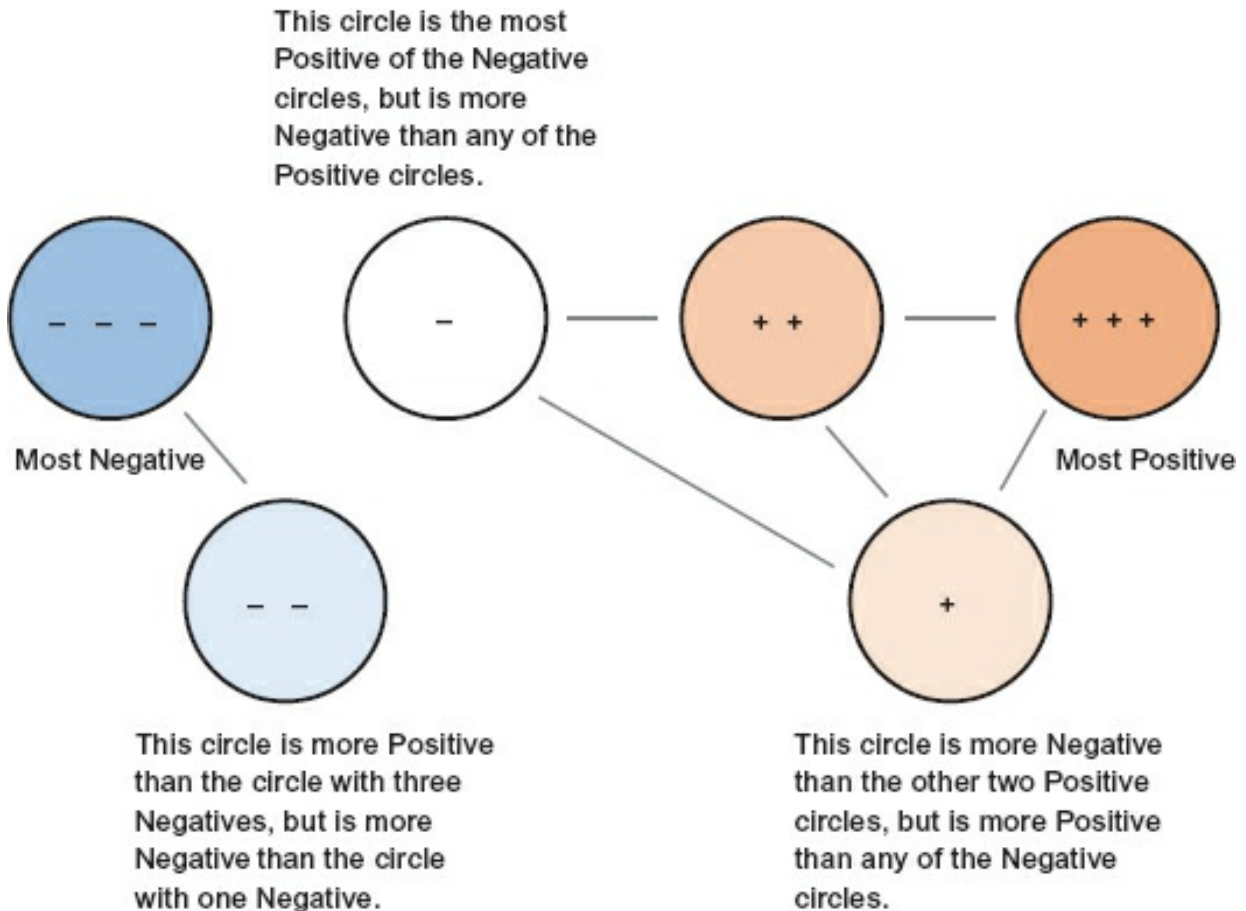 This circle is the most
Positive of the Negative
circles, but is more
Negative than any of the
Positive circles.
– – –
–
+ +
+ + +
Most Negative
Most Positive
– –
+
This circle is more Positive
than the circle with three
Negatives, but is more
Negative than the circle
with one Negative.
This circle is more Negative
than the other two Positive
circles, but is more Positive
than any of the Negative
circles.